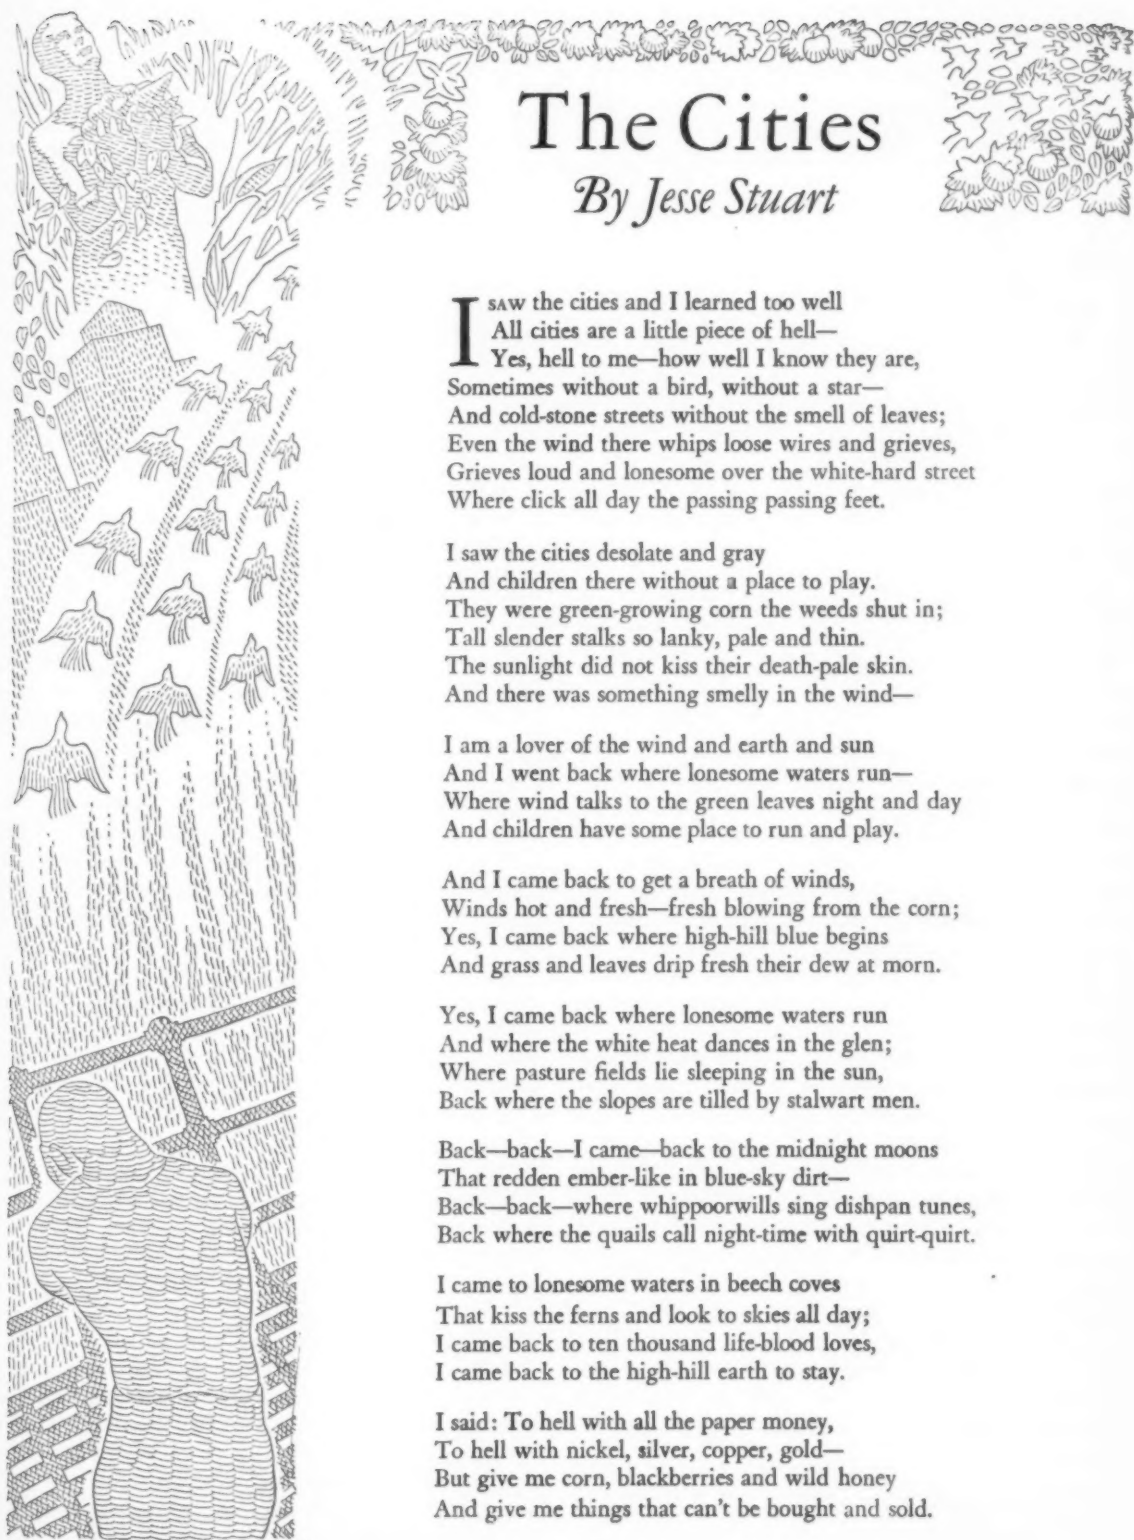 The Cities
By Jesse Stuart
I SAW the cities and I learned too well
All cities are a little piece of hell—
Yes, hell to me—how well I know they are,
Sometimes without a bird, without a star—
And cold-stone streets without the smell of leaves;
Even the wind there whips loose wires and grieves,
Grieves loud and lonesome over the white-hard street
Where click all day the passing passing feet.
I saw the cities desolate and gray
And children there without a place to play.
They were green-growing corn the weeds shut in;
Tall slender stalks so lanky, pale and thin.
The sunlight did not kiss their death-pale skin.
And there was something smelly in the wind—
I am a lover of the wind and earth and sun
And I went back where lonesome waters run—
Where wind talks to the green leaves night and day
And children have some place to run and play.
And I came back to get a breath of winds,
Winds hot and fresh—fresh blowing from the corn;
Yes, I came back where high-hill blue begins
And grass and leaves drip fresh their dew at morn.
Yes, I came back where lonesome waters run
And where the white heat dances in the glen;
Where pasture fields lie sleeping in the sun,
Back where the slopes are tilled by stalwart men.
Back—back—I came—back to the midnight moons
That redden ember-like in blue-sky dirt—
Back—back—where whippoorwills sing dishpan tunes,
Back where the quails call night-time with quirt-quirt.
I came to lonesome waters in beech coves
That kiss the ferns and look to skies all day;
I came back to ten thousand life-blood loves,
I came back to the high-hill earth to stay.
I said: To hell with all the paper money,
To hell with nickel, silver, copper, gold—
But give me corn, blackberries and wild honey
And give me things that can't be bought and sold.